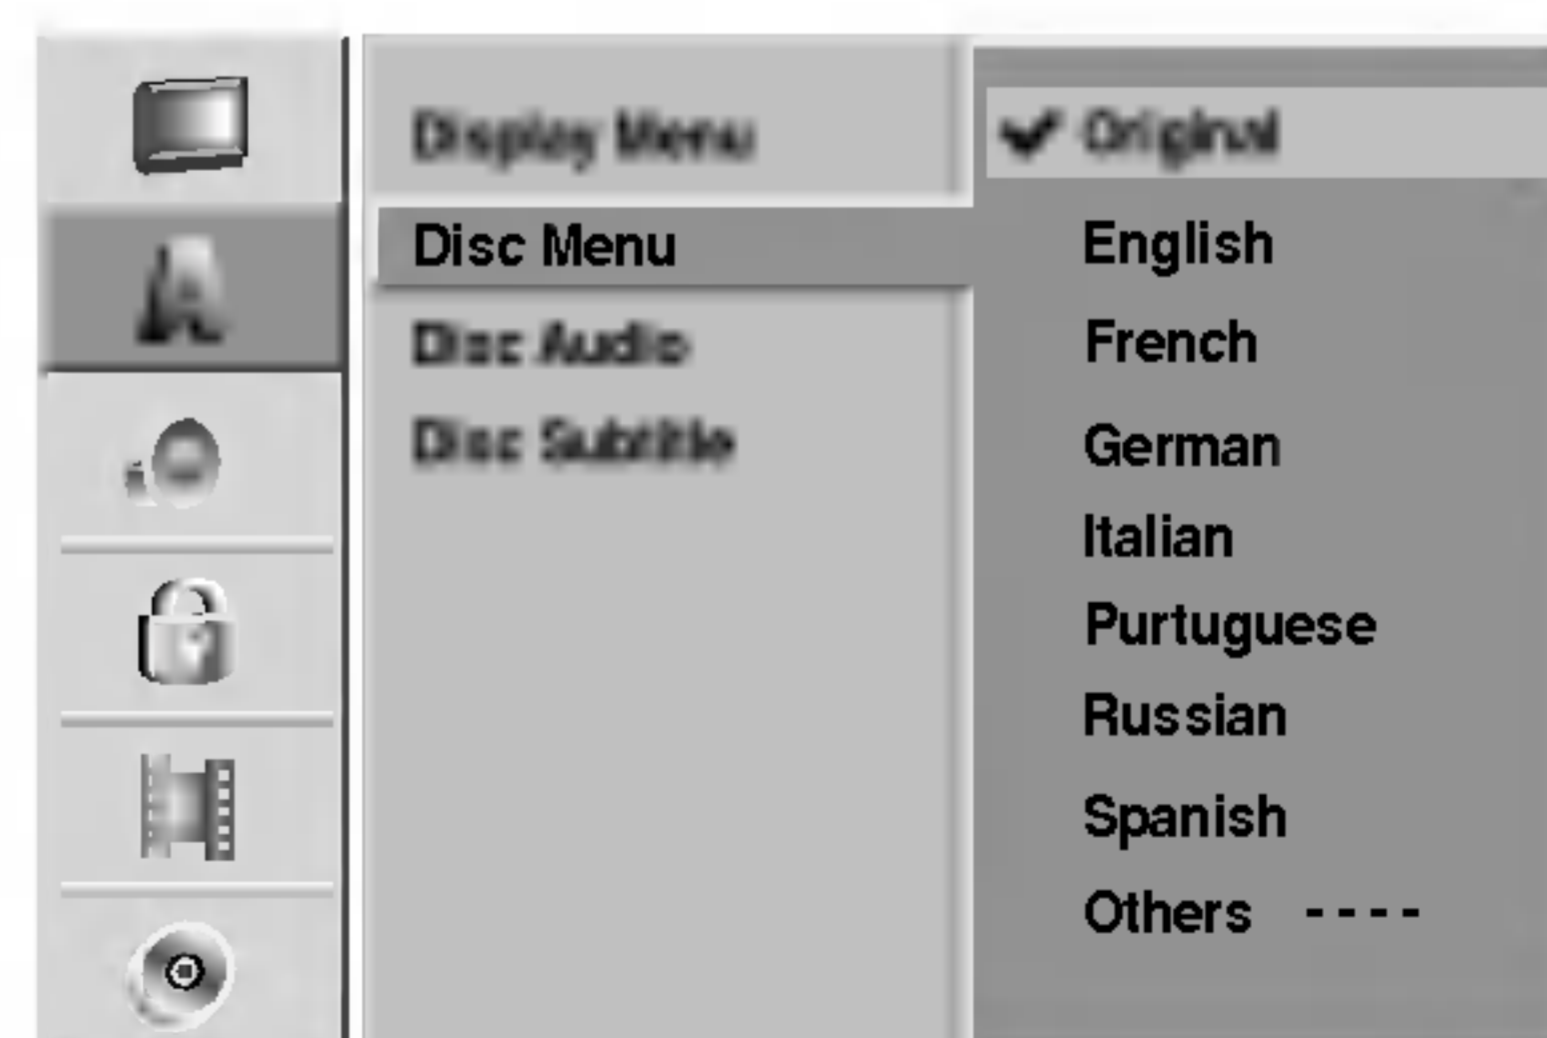 Display Menu
Disc Menu
Disc Audio
Disc Subtitle
Original
English
French
German
Italian
Purtuguese
Russian
Spanish
Others ----